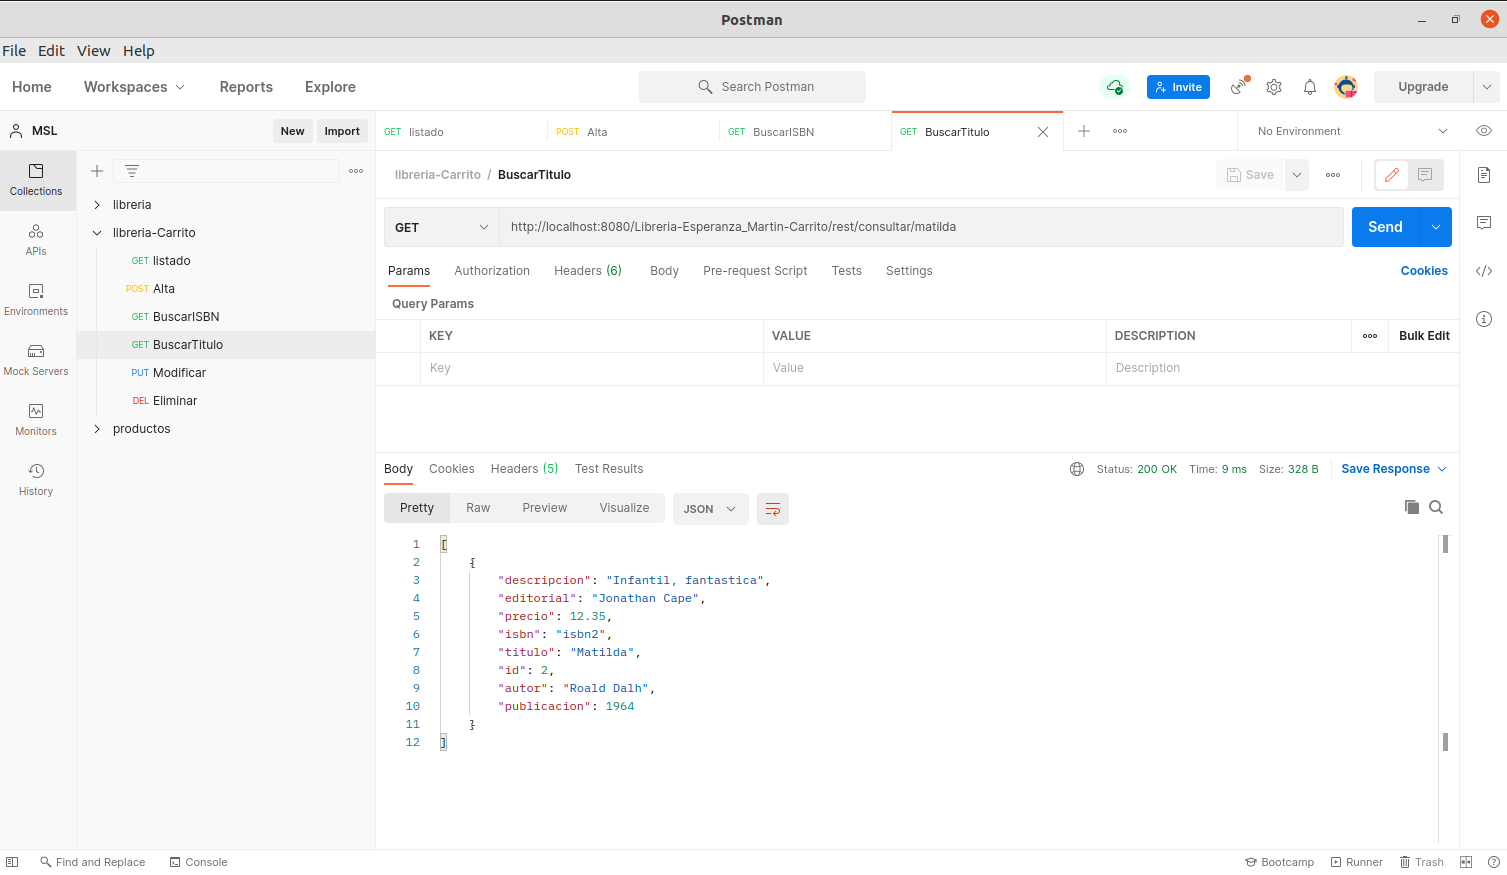 Postman
File Edit View Help
Home Workspaces Reports Explore Search Postman Invite Upgrade
MSL New Import GET listado POST Alta GET BuscarISBN GET BuscarTitulo No Environment
Collections
APIs
Environments
Mock Servers
Monitors
History
libreria
libreria-Carrito
GET listado
POST Alta
GET BuscarISBN
GET BuscarTitulo
PUT Modificar
DEL Eliminar
productos
libreria-Carrito / BuscarTitulo Save
GET http://localhost:8080/Libreria-Esperanza_Martin-Carrito/rest/consultar/matilda Send
Params Authorization Headers (6) Body Pre-request Script Tests Settings Cookies
Query Params
KEY VALUE DESCRIPTION Bulk Edit
Key Value Description
Body Cookies Headers (5) Test Results Status: 200 OK Time: 9 ms Size: 328 B Save Response
Pretty Raw Preview Visualize JSON
1 [
2 {
3 "descripcion": "Infantil, fantastica",
4 "editorial": "Jonathan Cape",
5 "precio": 12.35,
6 "isbn": "isbn2",
7 "titulo": "Matilda",
8 "id": 2,
9 "autor": "Roald Dalh",
10 "publicacion": 1964
11 }
12 ]
Find and Replace Console Bootcamp Runner Trash